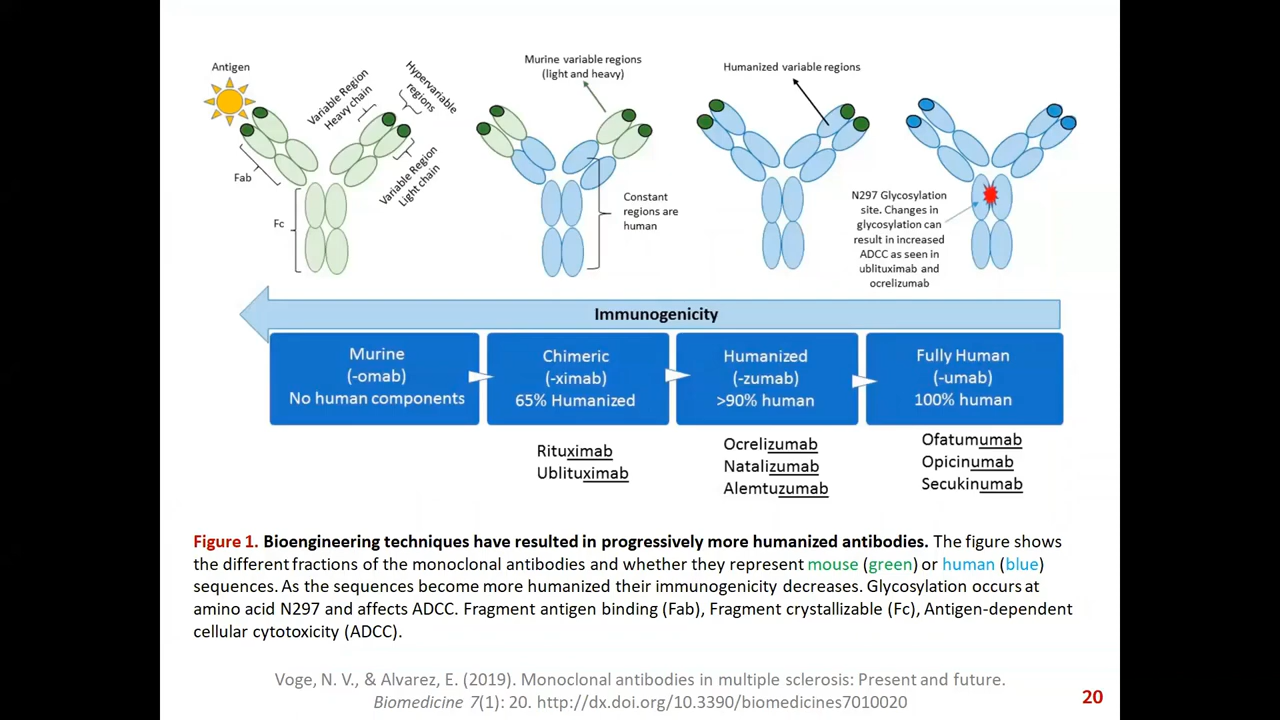 Antigen
Variable Region
Heavy chain
Hypervariable
regions
Fab
Variable Region
Light chain
Fc
Murine variable regions
(light and heavy)
Constant
regions are
human
Humanized variable regions
N297 Glycosylation
site. Changes in
glycosylation can
result in increased
ADCC as seen in
ublituximab and
ocrelizumab
Immunogenicity
Murine
(-omab)
No human components
Chimeric
(-ximab)
65% Humanized
Humanized
(-zumab)
>90% human
Fully Human
(-umab)
100% human
Rituximab
Ublituximab
Ocrelizumab
Natalizumab
Alemtuzumab
Ofatumumab
Opicinumab
Secukinumab
Figure 1. Bioengineering techniques have resulted in progressively more humanized antibodies. The figure shows
the different fractions of the monoclonal antibodies and whether they represent mouse (green) or human (blue)
sequences. As the sequences become more humanized their immunogenicity decreases. Glycosylation occurs at
amino acid N297 and affects ADCC. Fragment antigen binding (Fab), Fragment crystallizable (Fc), Antigen-dependent
cellular cytotoxicity (ADCC).
Voge, N. V., & Alvarez, E. (2019). Monoclonal antibodies in multiple sclerosis: Present and future.
Biomedicine 7(1): 20. http://dx.doi.org/10.3390/biomedicines7010020
20